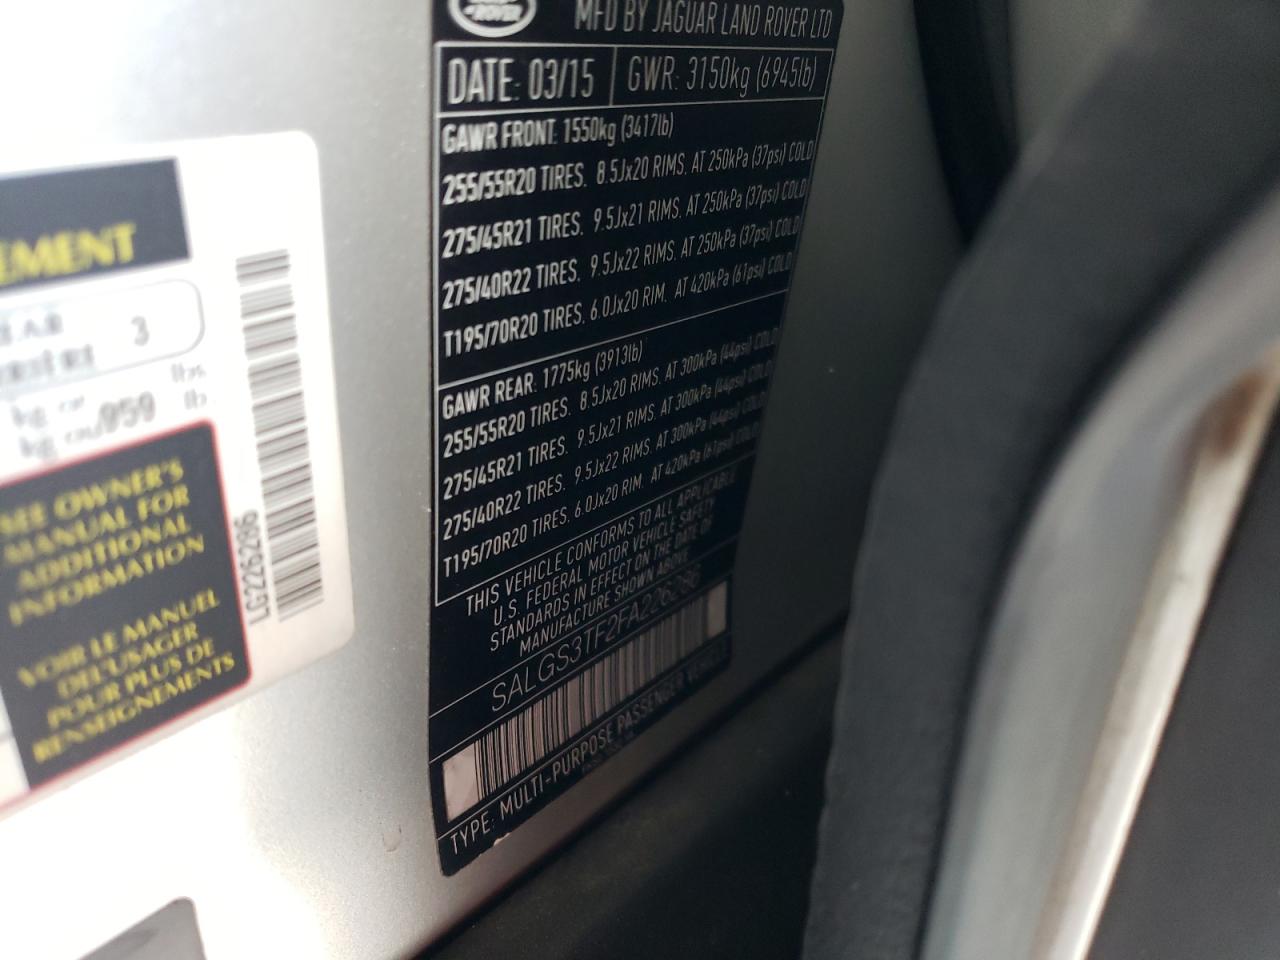 ROVER
MFD BY JAGUAR LAND ROVER LTD
DATE: 03/15 GWR: 3150kg (6945lb)
GAWR FRONT: 1550kg (3417lb)
255/55R20 TIRES. 8.5Jx20 RIMS. AT 250kPa (37psi) COLD
275/45R21 TIRES. 9.5Jx21 RIMS. AT 250kPa (37psi) COLD
275/40R22 TIRES. 9.5Jx22 RIMS. AT 250kPa (37psi) COLD
T195/70R20 TIRES. 6.0Jx20 RIM. AT 420kPa (61psi) COLD
GAWR REAR: 1775kg (3913lb)
255/55R20 TIRES. 8.5Jx20 RIMS. AT 300kPa (44psi) COLD
275/45R21 TIRES. 9.5Jx21 RIMS. AT 300kPa (44psi) COLD
275/40R22 TIRES. 9.5Jx22 RIMS. AT 300kPa (44psi) COLD
T195/70R20 TIRES. 6.0Jx20 RIM. AT 420kPa (61psi) COLD
THIS VEHICLE CONFORMS TO ALL APPLICABLE
U.S. FEDERAL MOTOR VEHICLE SAFETY
STANDARDS IN EFFECT ON THE DATE OF
MANUFACTURE SHOWN ABOVE
SALGS3TF2FA226286
TYPE: MULTI-PURPOSE PASSENGER VEHICLE
EMENT
3
kg or lbs
959 lb
SEE OWNER'S
MANUAL FOR
ADDITIONAL
INFORMATION
VOIR LE MANUEL
DEL'USAGER
POUR PLUS DE
RENSEIGNEMENTS
LG226286